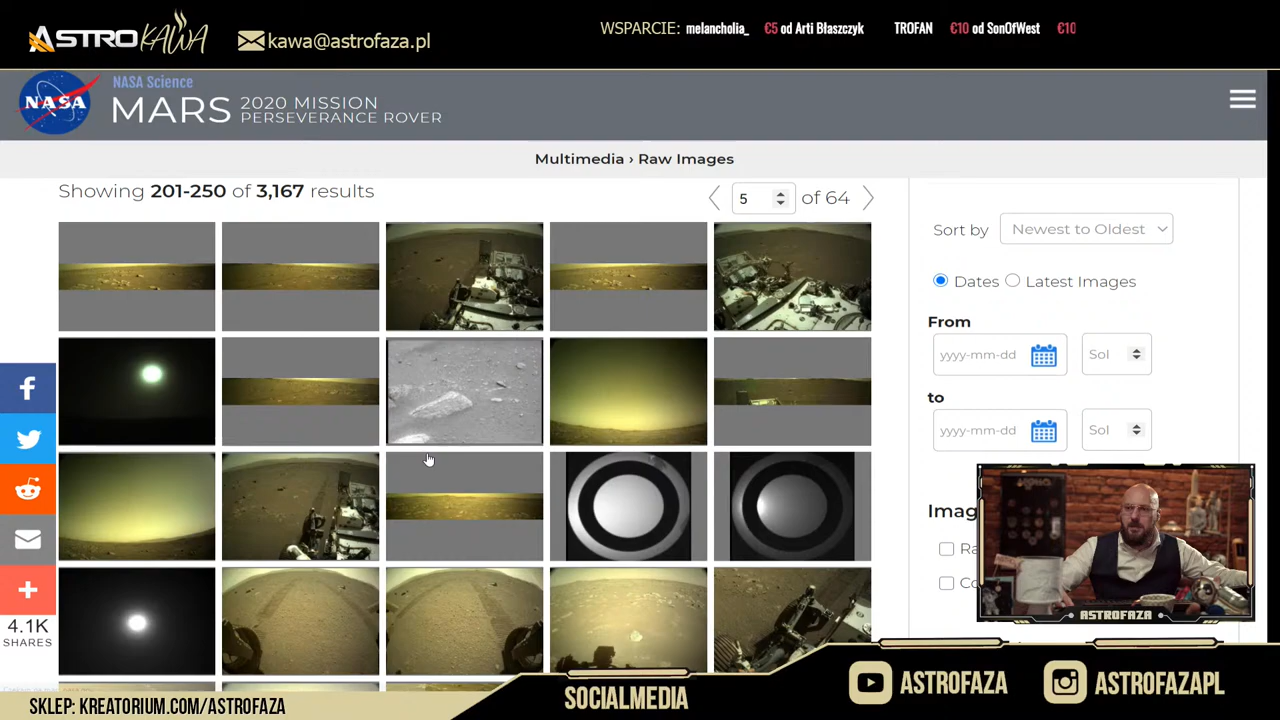 ASTROKAWA
kawa@astrofaza.pl
WSPARCIE: melancholia_ €5 od Arti Błaszczyk TROFAN €10 od SonOfWest €10
NASA
NASA Science
MARS 2020 MISSION
PERSEVERANCE ROVER
Multimedia › Raw Images
Showing 201-250 of 3,167 results
5 of 64
Sort by Newest to Oldest
Dates Latest Images
From
yyyy-mm-dd Sol
to
yyyy-mm-dd Sol
4.1K
SHARES
ASTROFAZA
SKLEP: KREATORIUM.COM/ASTROFAZA
SOCIALMEDIA
ASTROFAZA
ASTROFAZAPL